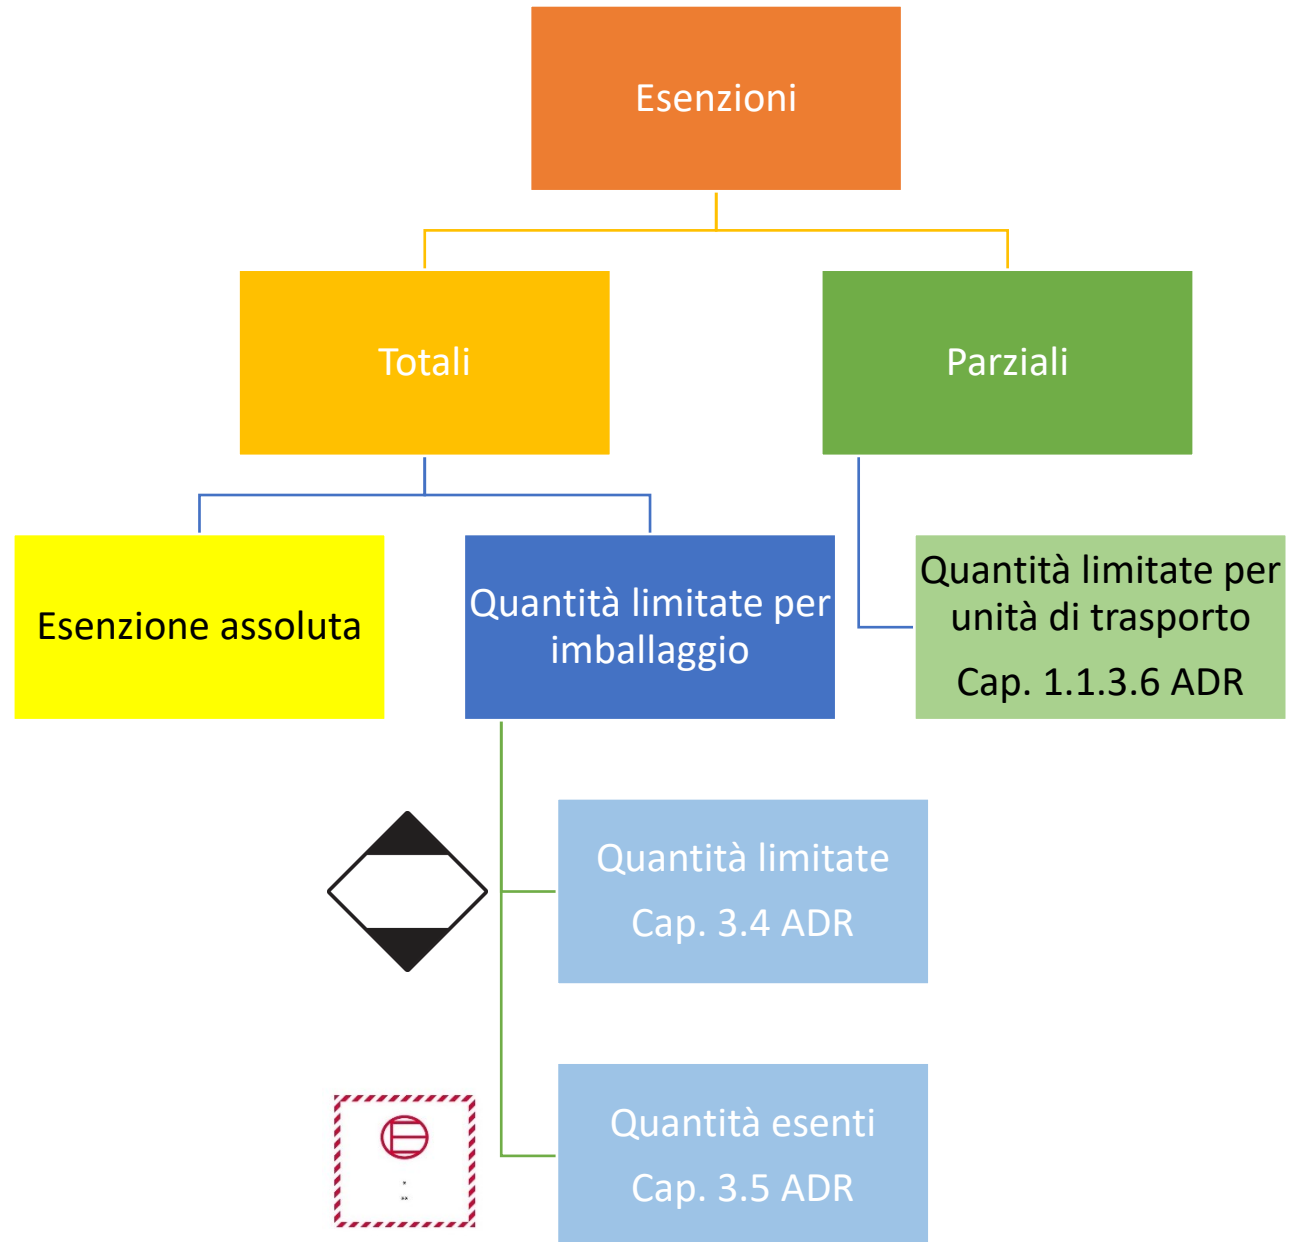 Esenzioni
Totali
Parziali
Esenzione assoluta
Quantità limitate per
imballaggio
Quantità limitate per
unità di trasporto
Cap. 1.1.3.6 ADR
Quantità limitate
Cap. 3.4 ADR
Quantità esenti
Cap. 3.5 ADR
*
**